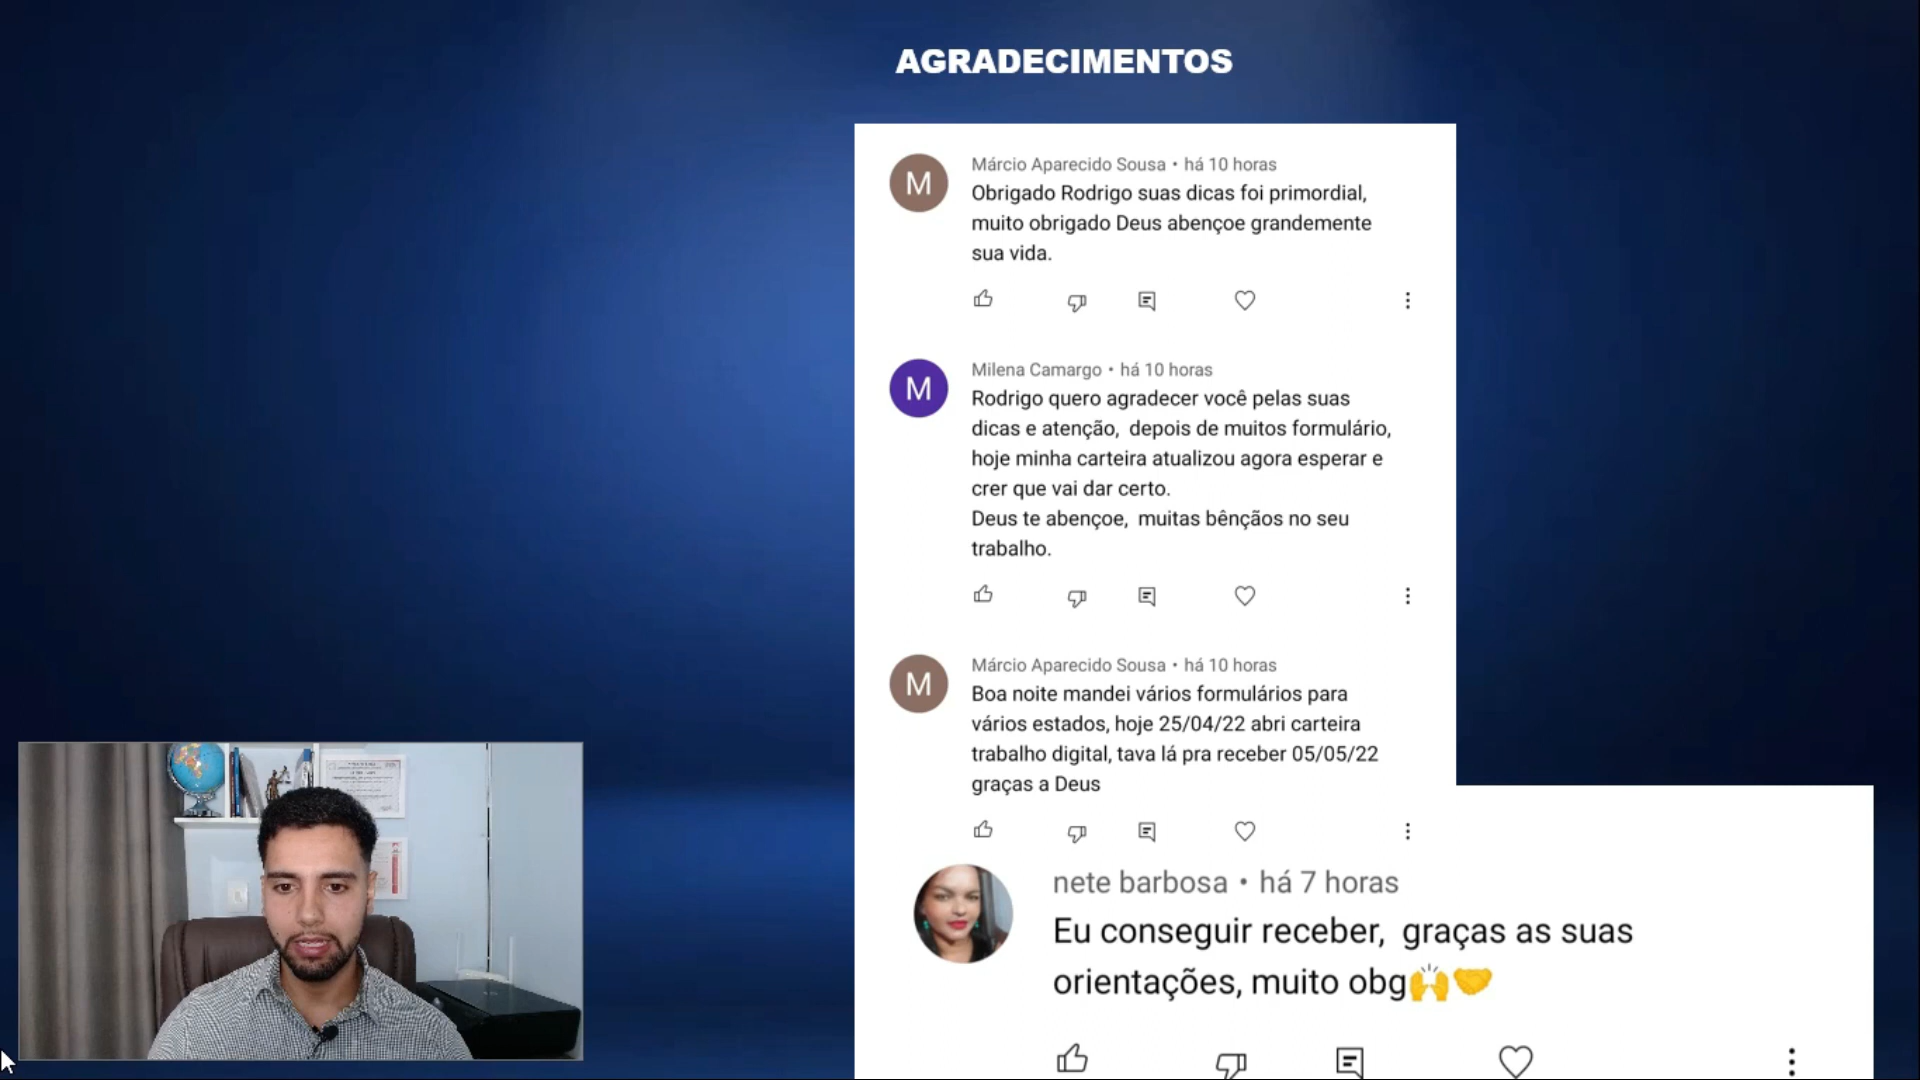 AGRADECIMENTOS
M
Márcio Aparecido Sousa • há 10 horas
Obrigado Rodrigo suas dicas foi primordial,
muito obrigado Deus abençoe grandemente
sua vida.
M
Milena Camargo • há 10 horas
Rodrigo quero agradecer você pelas suas
dicas e atenção, depois de muitos formulário,
hoje minha carteira atualizou agora esperar e
crer que vai dar certo.
Deus te abençoe, muitas bênçãos no seu
trabalho.
M
Márcio Aparecido Sousa • há 10 horas
Boa noite mandei vários formulários para
vários estados, hoje 25/04/22 abri carteira
trabalho digital, tava lá pra receber 05/05/22
graças a Deus
nete barbosa • há 7 horas
Eu conseguir receber, graças as suas
orientações, muito obg🙌🤝